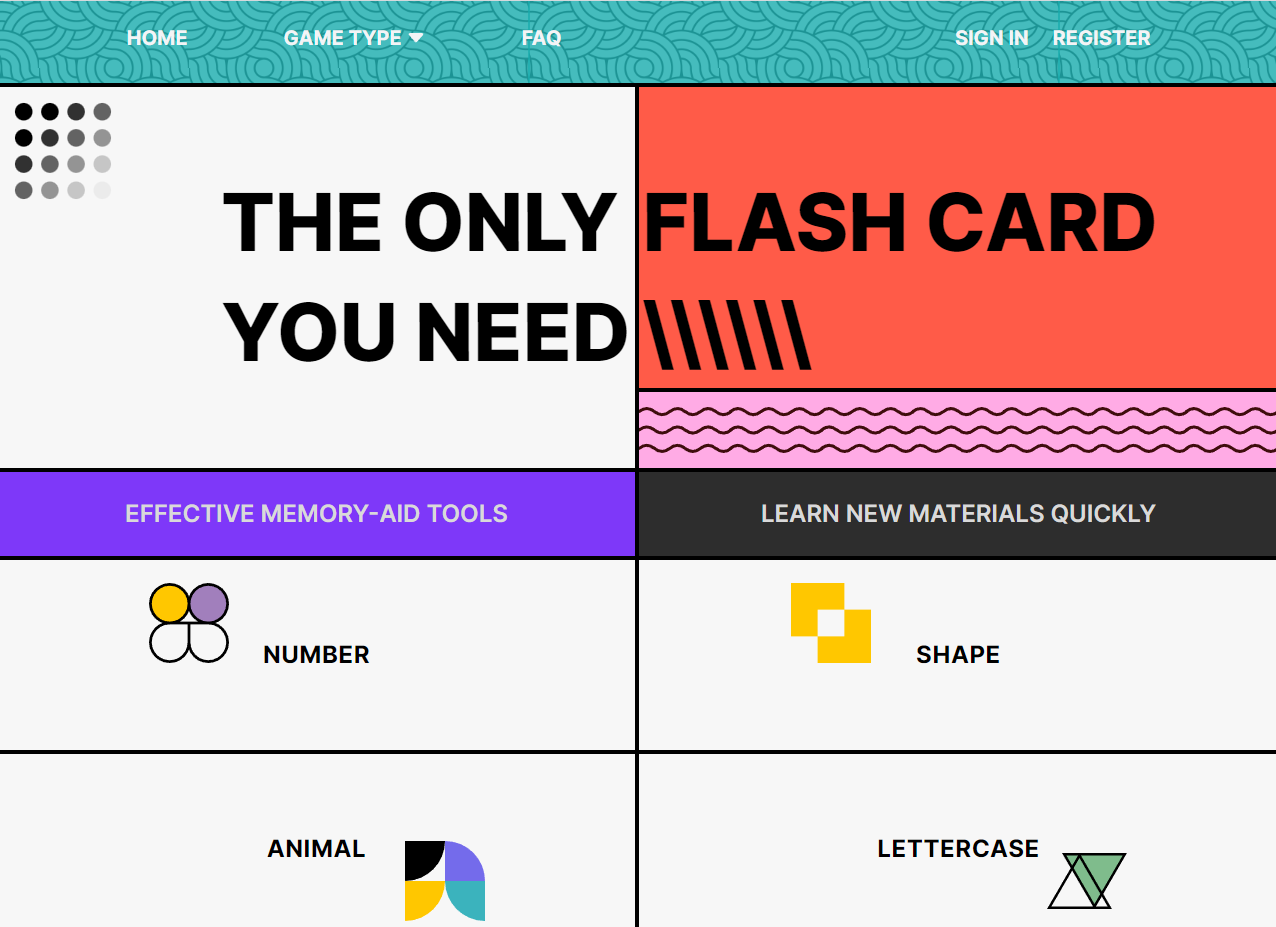 HOME GAME TYPE FAQ SIGN IN REGISTER
THE ONLY FLASH CARD
YOU NEED
EFFECTIVE MEMORY-AID TOOLS
LEARN NEW MATERIALS QUICKLY
NUMBER
SHAPE
ANIMAL
LETTERCASE